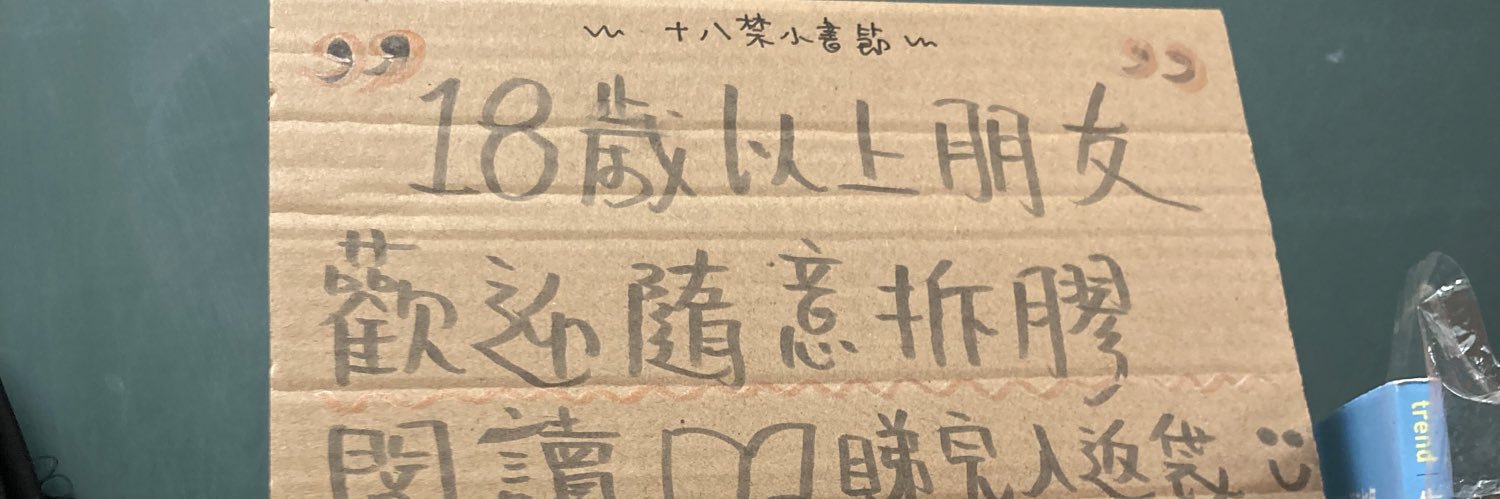 ~ 十八禁小書節 ~
”18歲以上朋友”
歡迎隨意拆膠
閱讀 睇完入返袋 :)
trend